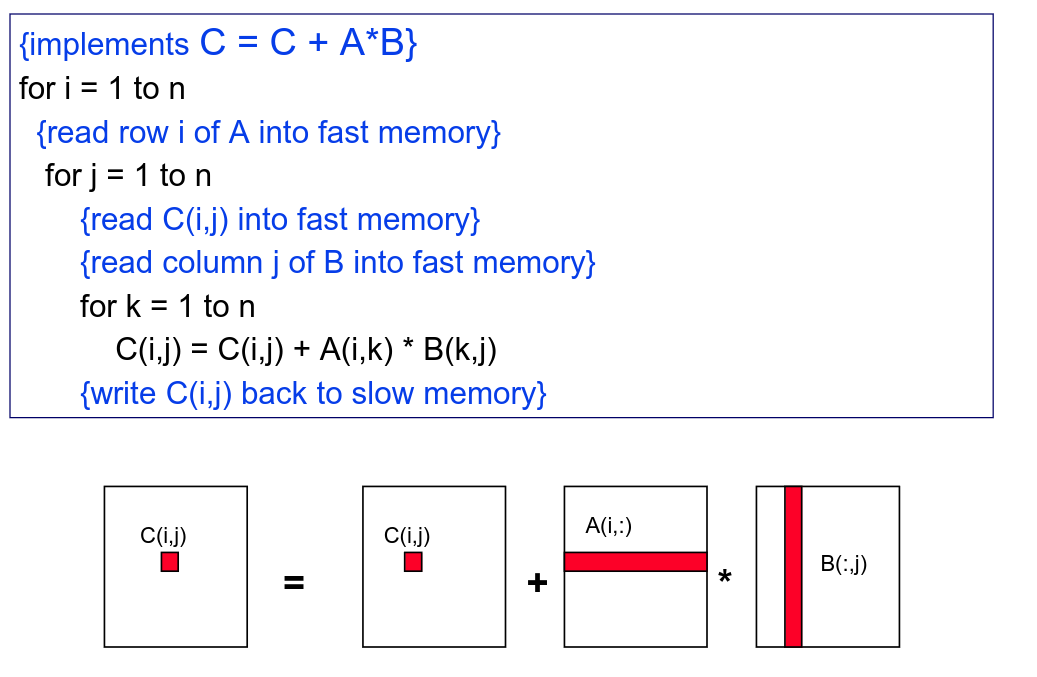 {implements C = C + A*B}
for i = 1 to n
{read row i of A into fast memory}
for j = 1 to n
{read C(i,j) into fast memory}
{read column j of B into fast memory}
for k = 1 to n
C(i,j) = C(i,j) + A(i,k) * B(k,j)
{write C(i,j) back to slow memory}
C(i,j) = C(i,j) + A(i,:) * B(:,j)